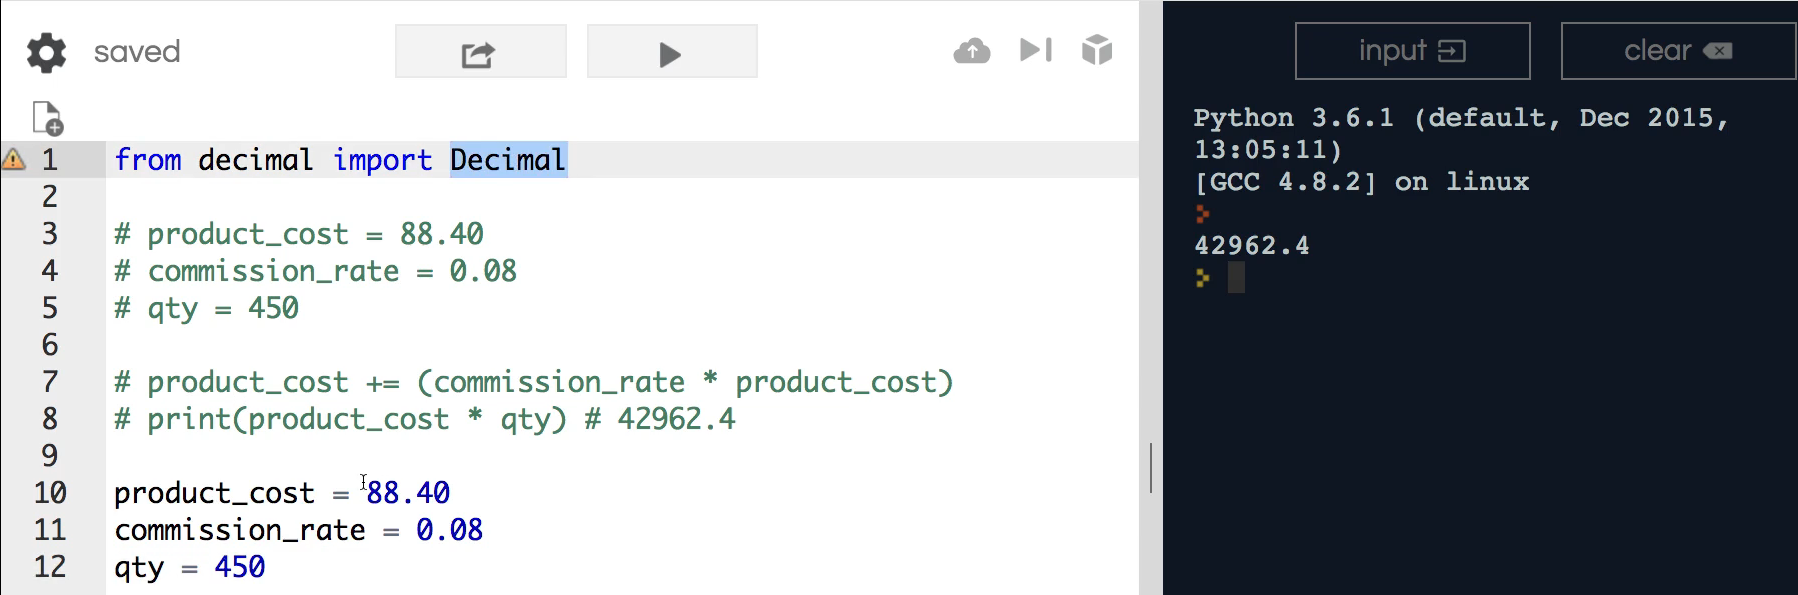 saved
input
clear
1 from decimal import Decimal
2
3 # product_cost = 88.40
4 # commission_rate = 0.08
5 # qty = 450
6
7 # product_cost += (commission_rate * product_cost)
8 # print(product_cost * qty) # 42962.4
9
10 product_cost = 88.40
11 commission_rate = 0.08
12 qty = 450
Python 3.6.1 (default, Dec 2015,
13:05:11)
[GCC 4.8.2] on linux
42962.4